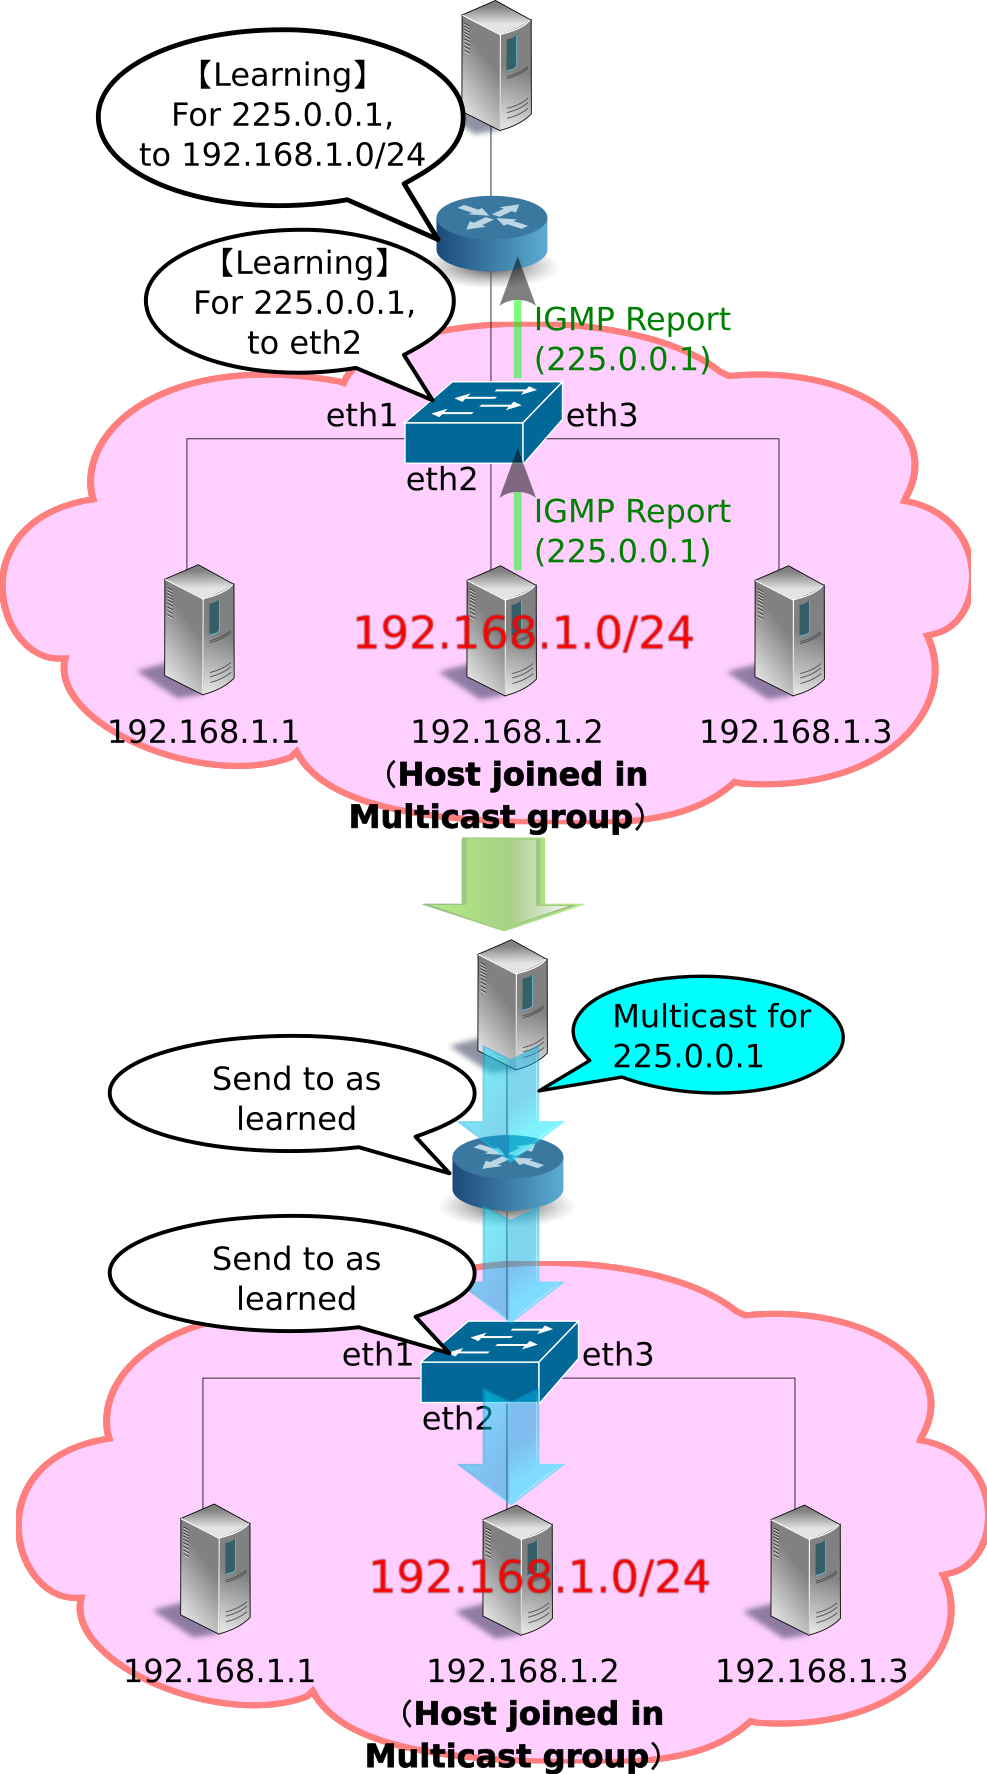 【Learning】
For 225.0.0.1,
to 192.168.1.0/24
【Learning】
For 225.0.0.1,
to eth2
IGMP Report
(225.0.0.1)
eth1
eth3
eth2
IGMP Report
(225.0.0.1)
192.168.1.0/24
192.168.1.1
192.168.1.2
192.168.1.3
（Host joined in
Multicast group）
Multicast for
225.0.0.1
Send to as
learned
Send to as
learned
eth1
eth3
eth2
192.168.1.0/24
192.168.1.1
192.168.1.2
192.168.1.3
（Host joined in
Multicast group）